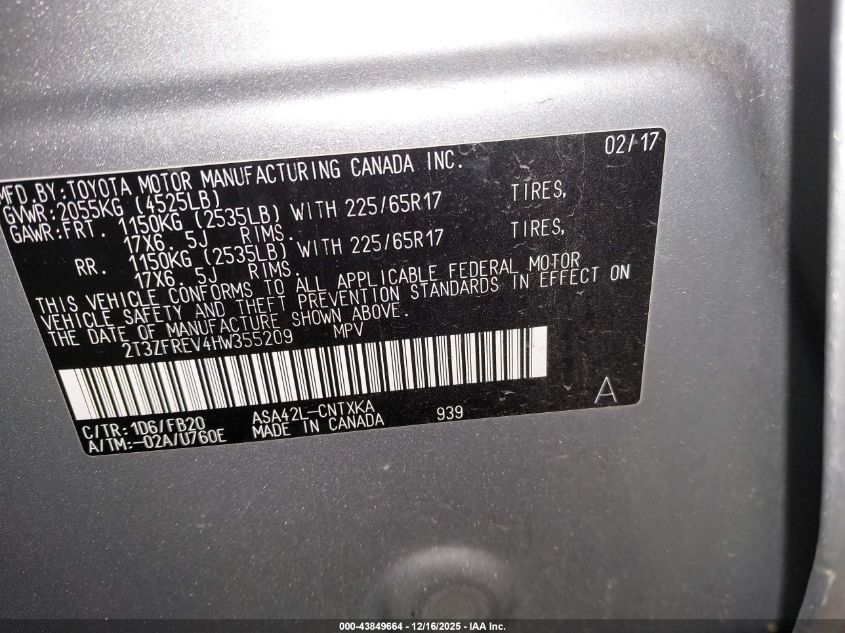 MFD.BY:TOYOTA MOTOR MANUFACTURING CANADA INC. 02/17
GVWR:2055KG (4525LB)
GAWR:FRT. 1150KG (2535LB) WITH 225/65R17 TIRES,
17X6. 5J RIMS.
RR. 1150KG (2535LB) WITH 225/65R17 TIRES,
17X6. 5J RIMS.
THIS VEHICLE CONFORMS TO ALL APPLICABLE FEDERAL MOTOR
VEHICLE SAFETY AND THEFT PREVENTION STANDARDS IN EFFECT ON
THE DATE OF MANUFACTURE SHOWN ABOVE.
2T3ZFREV4HW355209 MPV
C/TR: 1D6/FB20 ASA42L-CNTXKA 939 A
A/TM:-02A/U760E MADE IN CANADA
000-43849664 - 12/16/2025 - IAA Inc.